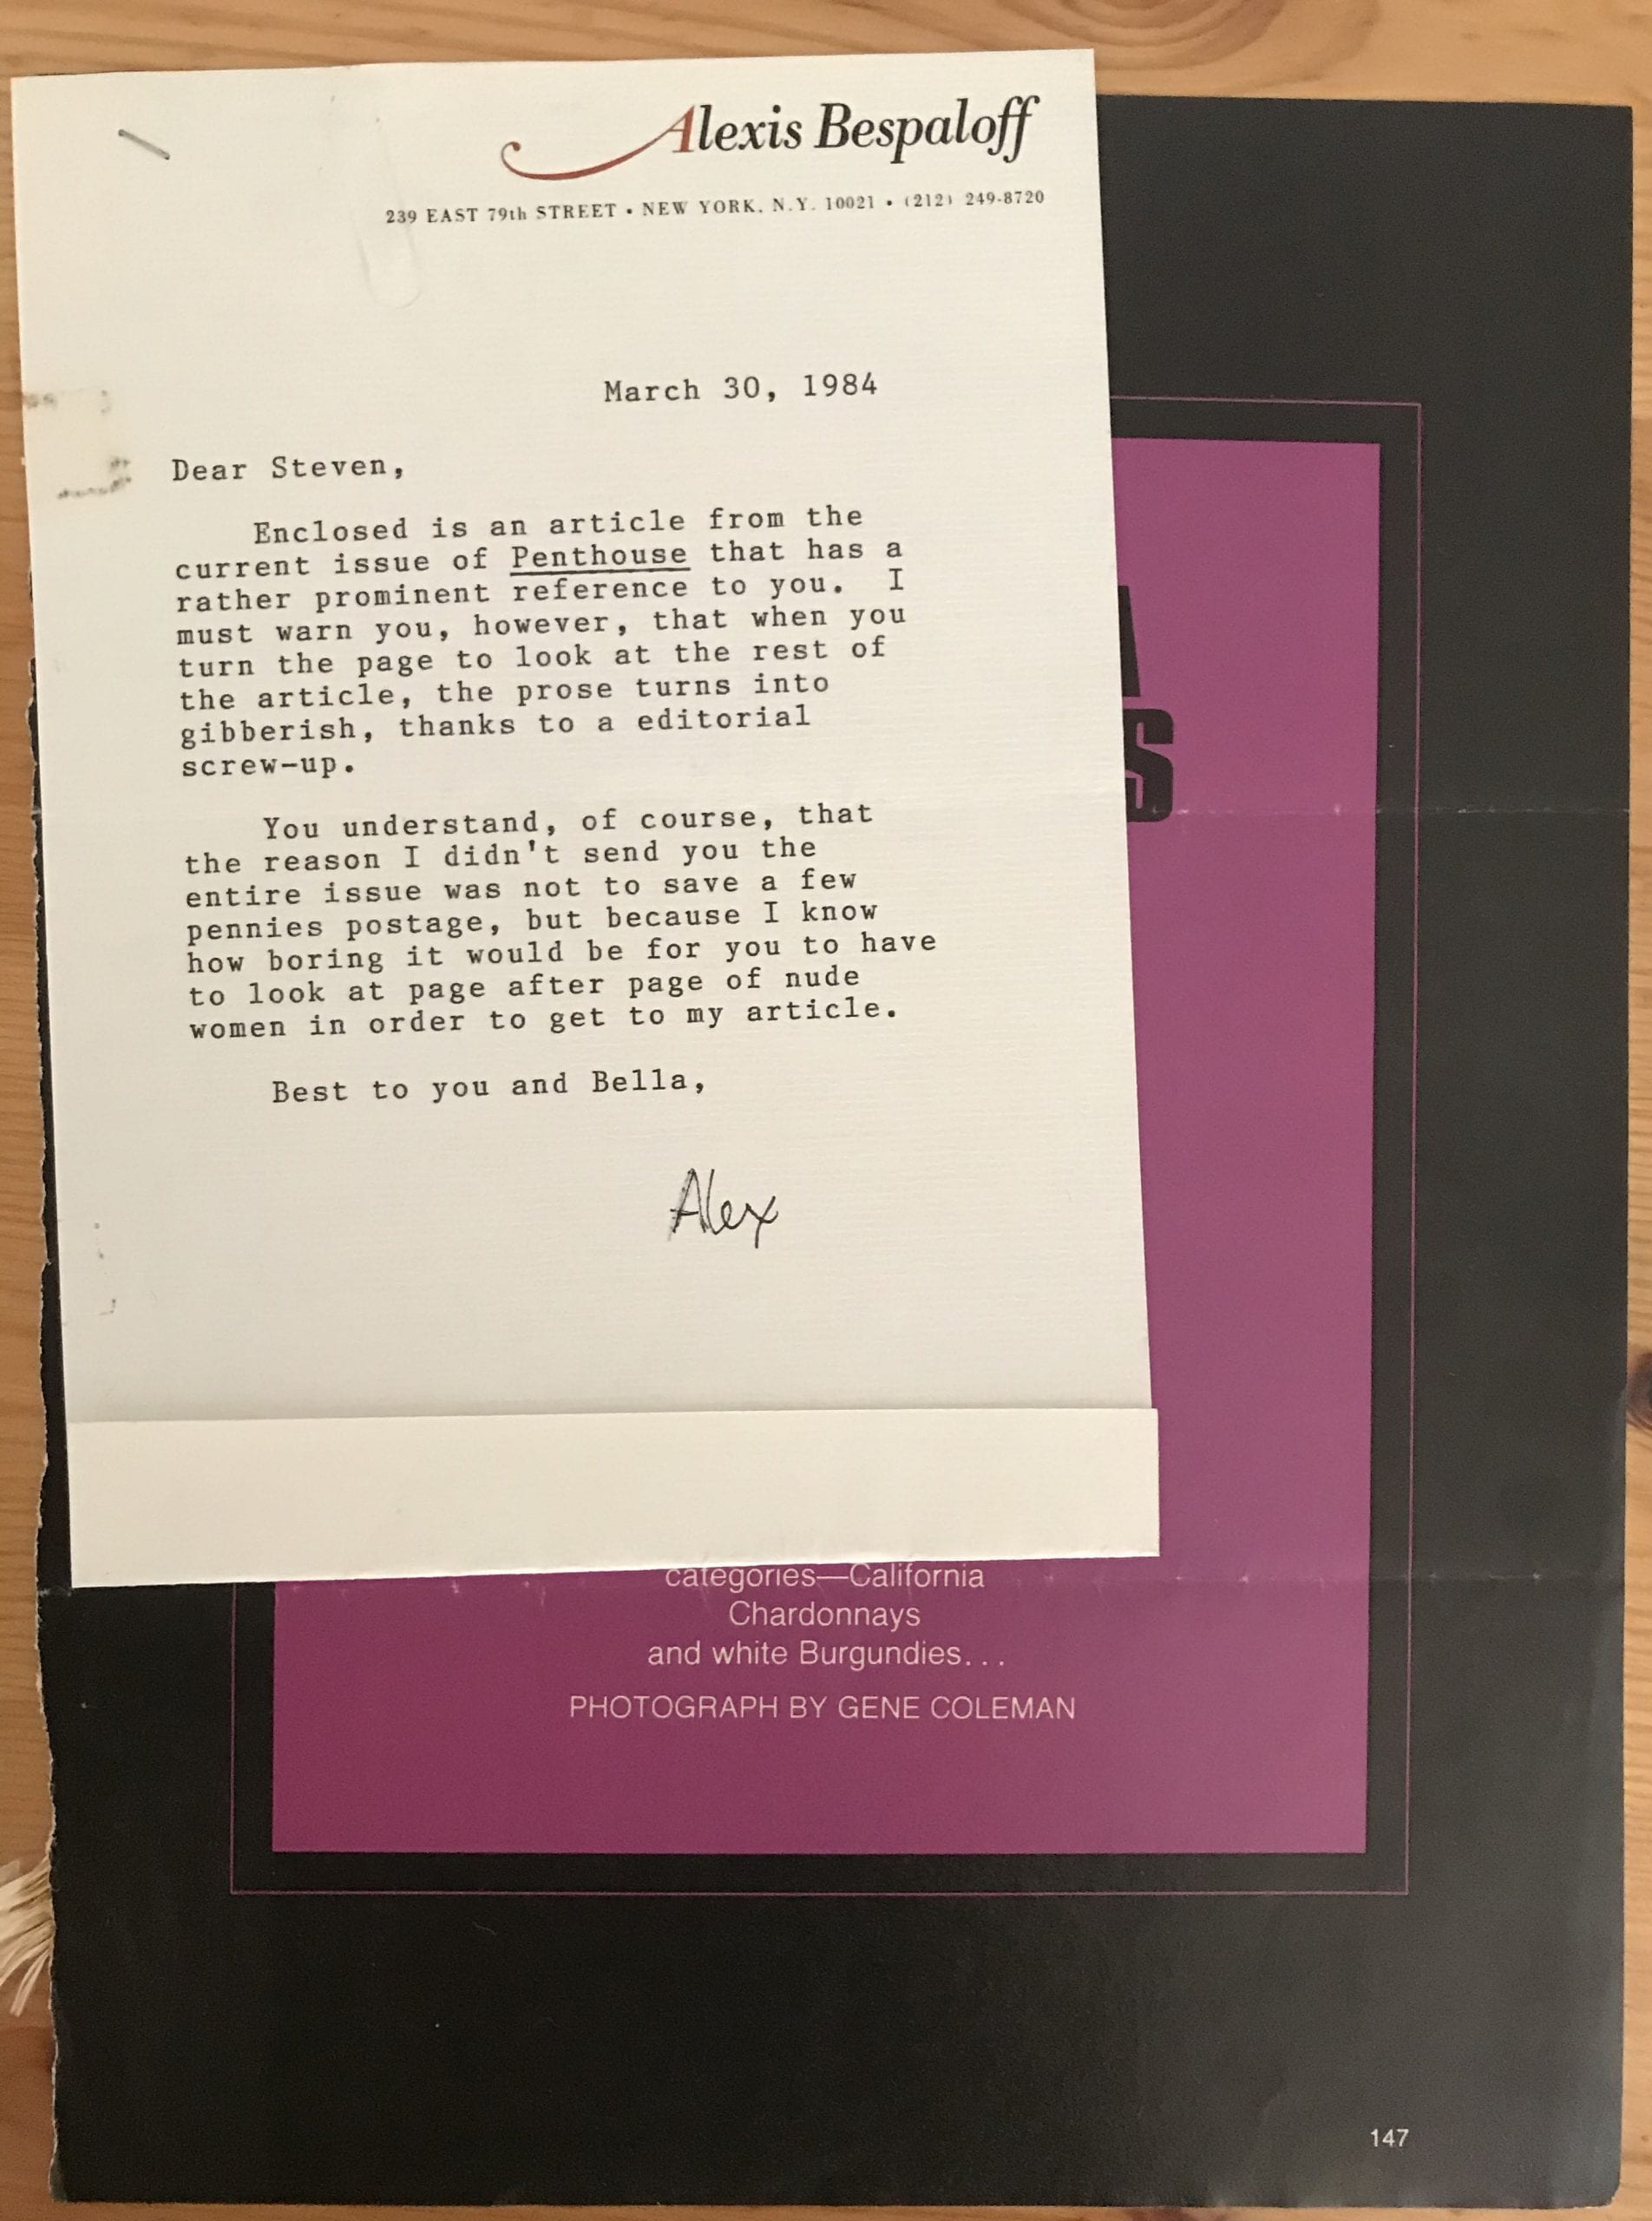 Alexis Bespaloff
239 EAST 79th STREET • NEW YORK, N.Y. 10021 • (212) 249-8720
March 30, 1984
Dear Steven,
Enclosed is an article from the
current issue of Penthouse that has a
rather prominent reference to you. I
must warn you, however, that when you
turn the page to look at the rest of
the article, the prose turns into
gibberish, thanks to a editorial
screw-up.
You understand, of course, that
the reason I didn't send you the
entire issue was not to save a few
pennies postage, but because I know
how boring it would be for you to have
to look at page after page of nude
women in order to get to my article.
Best to you and Bella,
Alex
categories—California
Chardonnays
and white Burgundies...
PHOTOGRAPH BY GENE COLEMAN
147